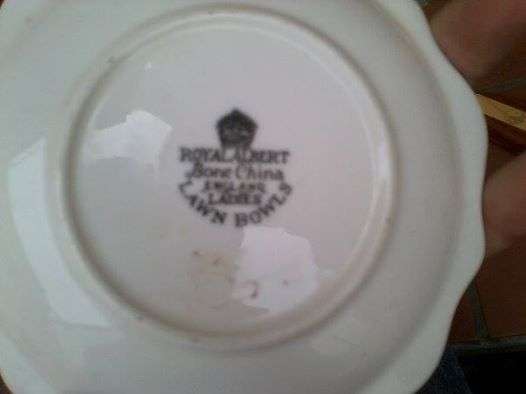 ROYAL ALBERT
Bone China
ENGLAND
LADIES
LAWN BOWLS